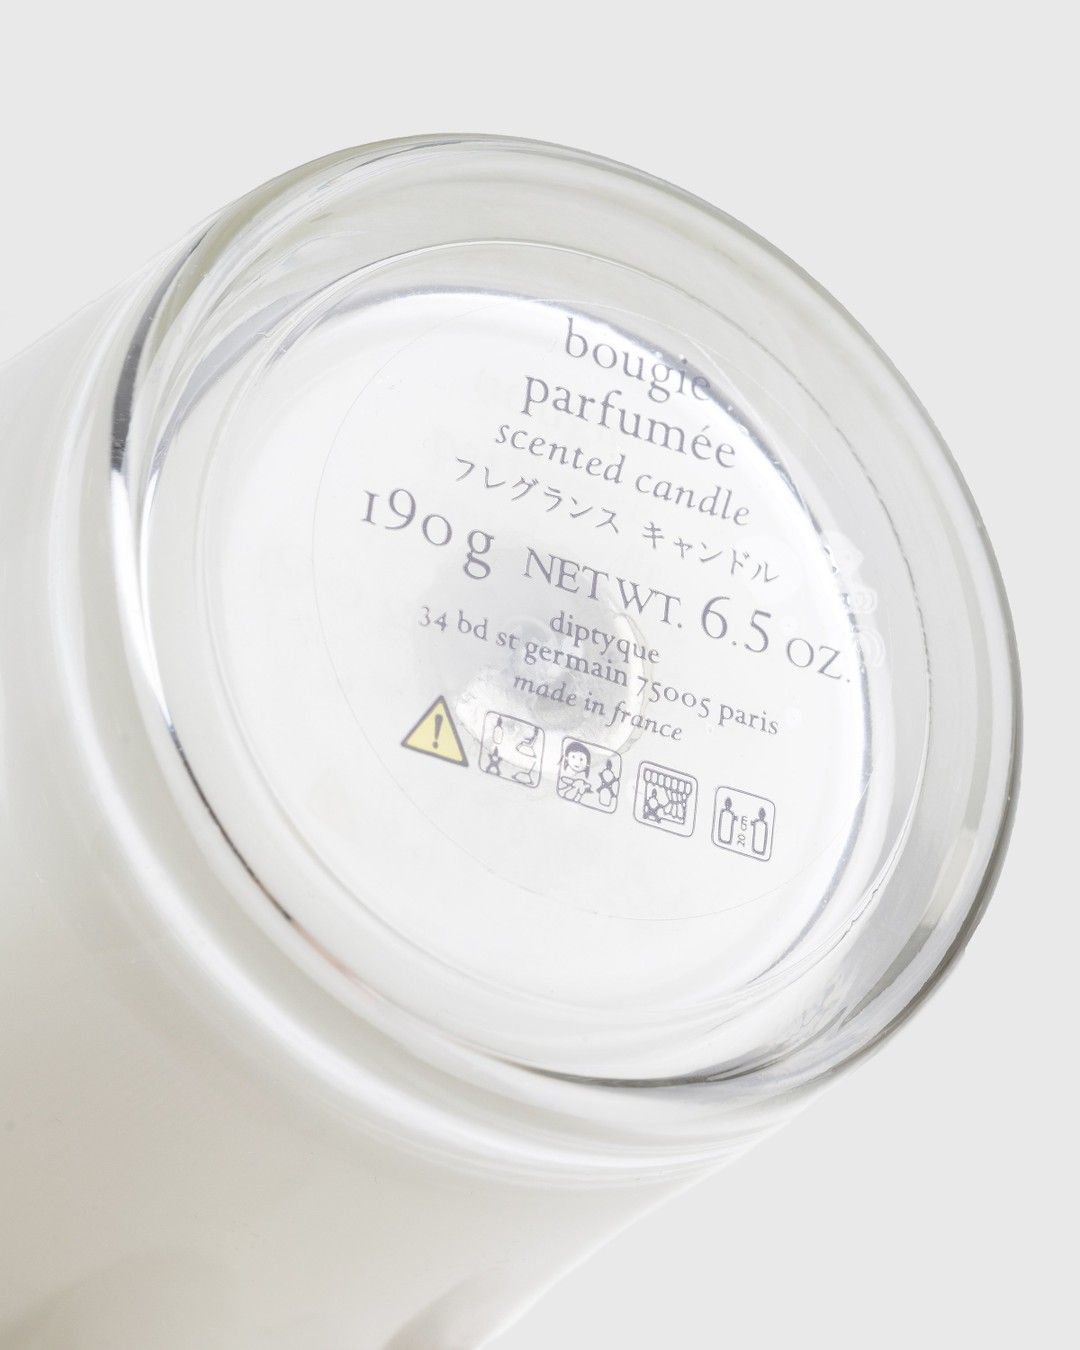 bougie
parfumée
scented candle
フレグランス キャンドル
190 g NET WT. 6.5 OZ.
diptyque
34 bd st germain 75005 paris
made in france